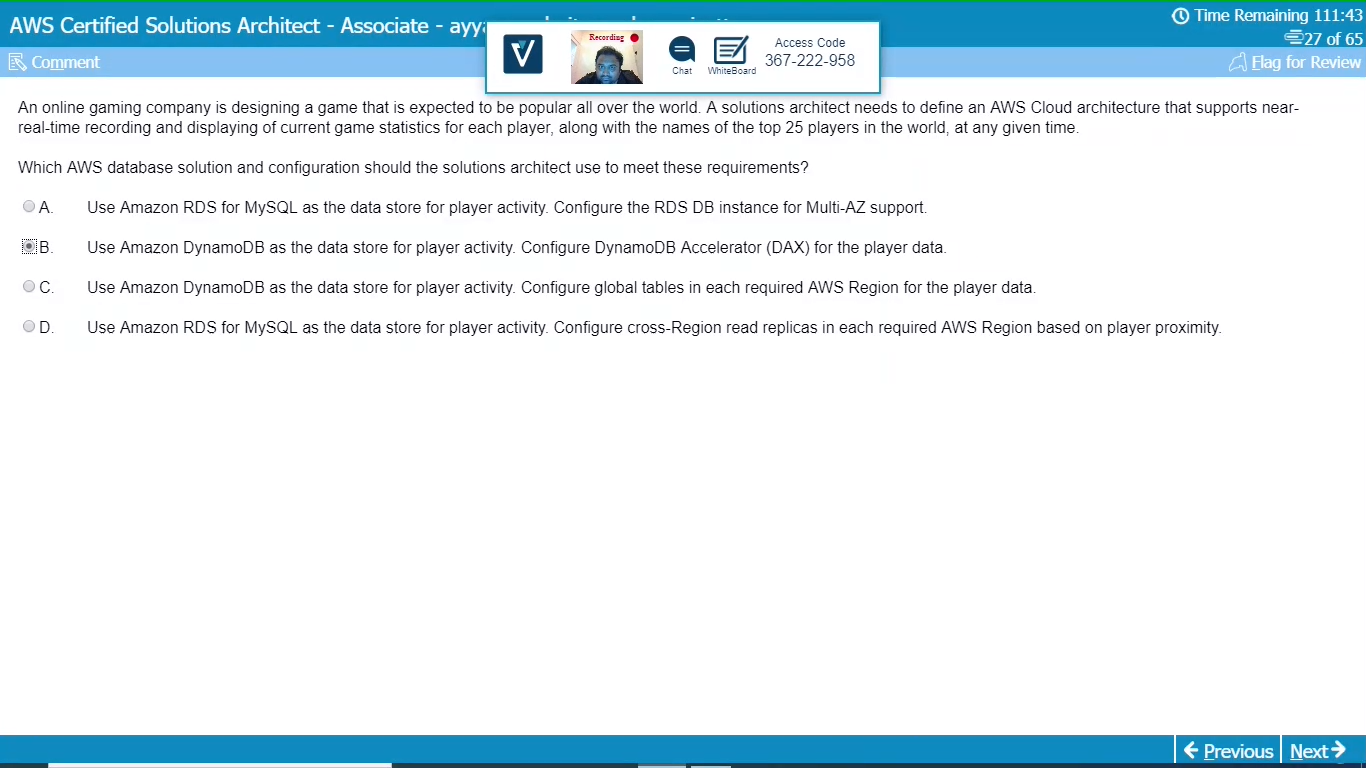 AWS Certified Solutions Architect - Associate - ayya
Time Remaining 111:43
27 of 65
Comment
Flag for Review
Recording
Chat
WhiteBoard
Access Code
367-222-958
An online gaming company is designing a game that is expected to be popular all over the world. A solutions architect needs to define an AWS Cloud architecture that supports near-
real-time recording and displaying of current game statistics for each player, along with the names of the top 25 players in the world, at any given time.
Which AWS database solution and configuration should the solutions architect use to meet these requirements?
A. Use Amazon RDS for MySQL as the data store for player activity. Configure the RDS DB instance for Multi-AZ support.
B. Use Amazon DynamoDB as the data store for player activity. Configure DynamoDB Accelerator (DAX) for the player data.
C. Use Amazon DynamoDB as the data store for player activity. Configure global tables in each required AWS Region for the player data.
D. Use Amazon RDS for MySQL as the data store for player activity. Configure cross-Region read replicas in each required AWS Region based on player proximity.
Previous
Next